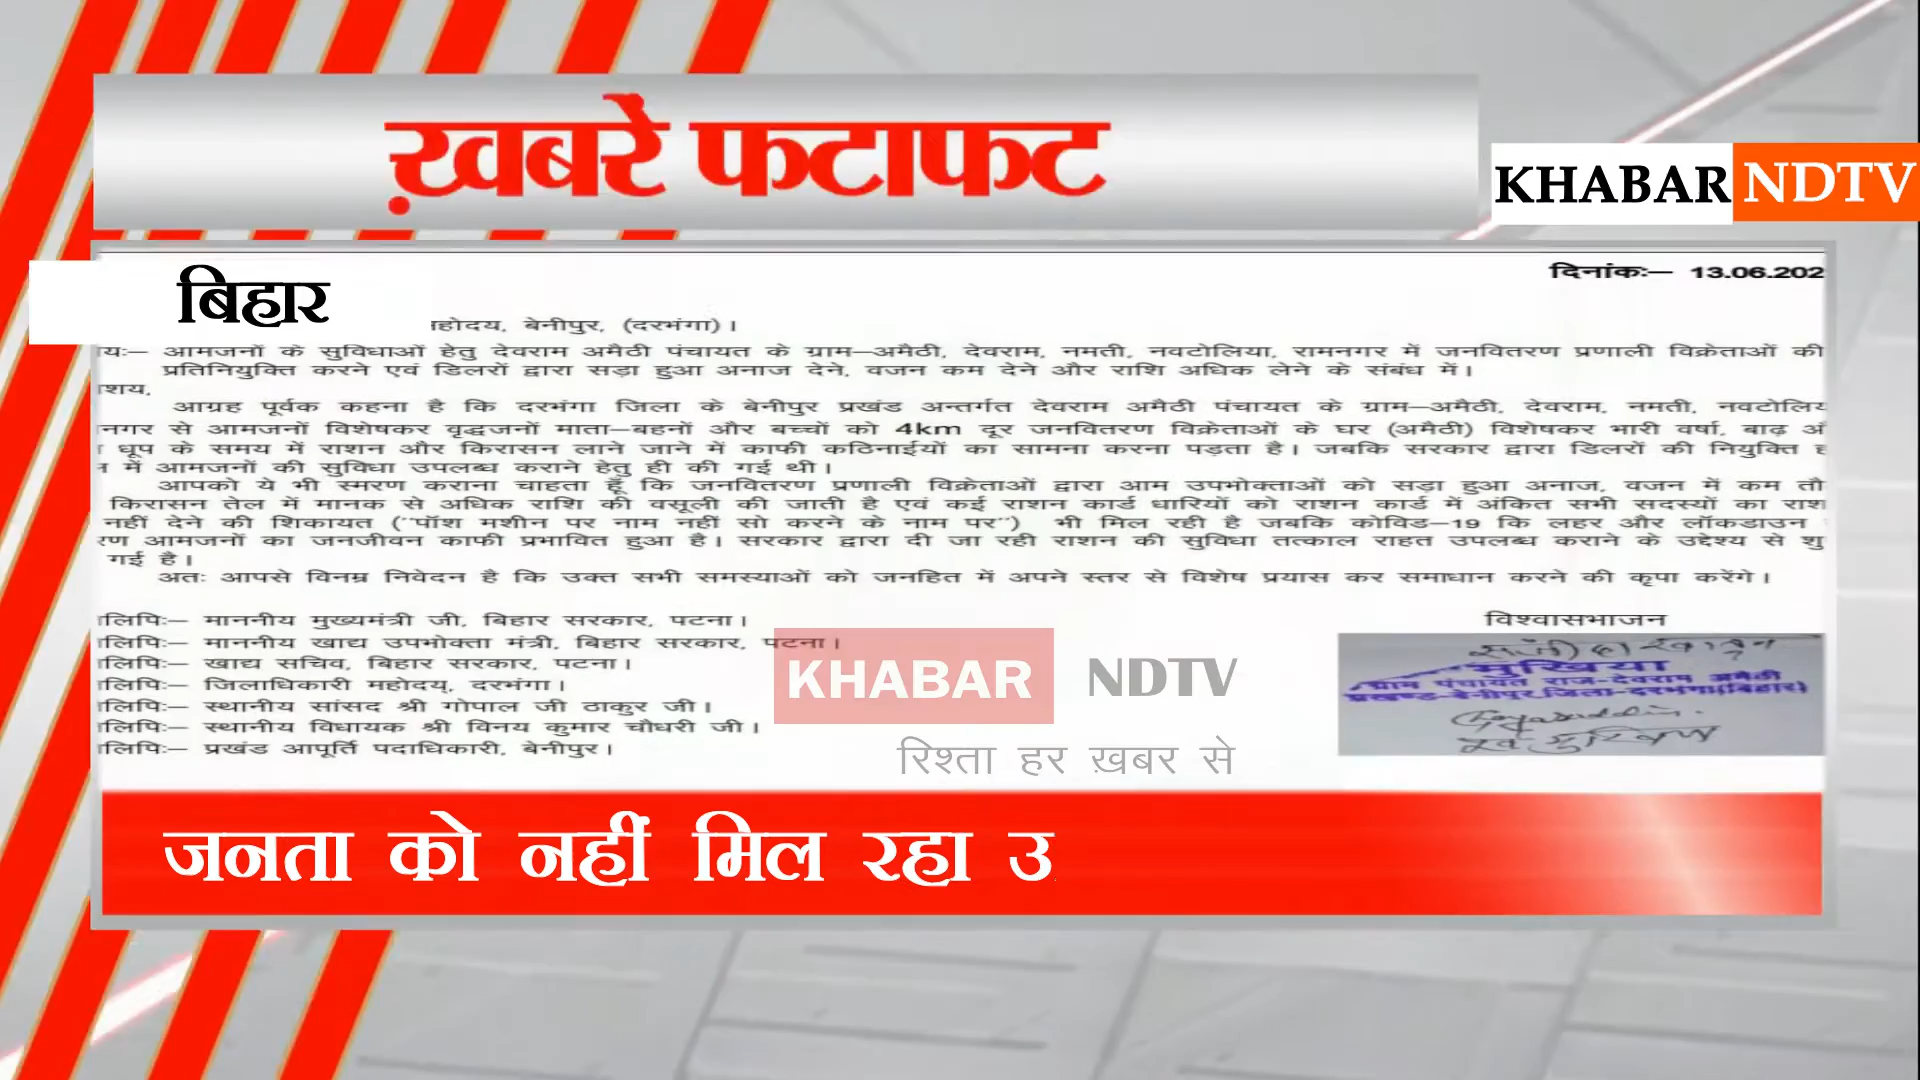 ख़बरें फटाफट
KHABAR NDTV
बिहार
दिनांकः— 13.06.202
महोदय, बेनीपुर, (दरभंगा)।
यः— आमजनों के सुविधाओं हेतु देवराम अमैठी पंचायत के ग्राम—अमैठी, देवराम, नमती, नवटोलिया, रामनगर में जनवितरण प्रणाली विक्रेताओं की
प्रतिनियुक्ति करने एवं डिलरों द्वारा सड़ा हुआ अनाज देने, वजन कम देने और राशि अधिक लेने के संबंध में।
शय,
आग्रह पूर्वक कहना है कि दरभंगा जिला के बेनीपुर प्रखंड अन्तर्गत देवराम अमैठी पंचायत के ग्राम—अमैठी, देवराम, नमती, नवटोलिय
नगर से आमजनों विशेषकर वृद्धजनों माता—बहनों और बच्चों को 4km दूर जनवितरण विक्रेताओं के घर (अमैठी) विशेषकर भारी वर्षा, बाढ़
धूप के समय में राशन और किरासन लाने जाने में काफी कठिनाईयों का सामना करना पड़ता है। जबकि सरकार द्वारा डिलरों की नियुक्ति
में आमजनों की सुविधा उपलब्ध कराने हेतु ही की गई थी।
आपको ये भी स्मरण कराना चाहता हूँ कि जनवितरण प्रणाली विक्रेताओं द्वारा आम उपभोक्ताओं को सड़ा हुआ अनाज, वजन में कम तौ
किरासन तेल में मानक से अधिक राशि की वसूली की जाती है एवं कई राशन कार्ड धारियों को राशन कार्ड में अंकित सभी सदस्यों का राश
नहीं देने की शिकायत (“पॉश मशीन पर नाम नहीं सो करने के नाम पर”) भी मिल रही है जबकि कोविड—19 कि लहर और लॉकडाउन
रण आमजनों का जनजीवन काफी प्रभावित हुआ है। सरकार द्वारा दी जा रही राशन की सुविधा तत्काल राहत उपलब्ध कराने के उद्देश्य से शु
गई है।
अतः आपसे विनम्र निवेदन है कि उक्त सभी समस्याओं को जनहित में अपने स्तर से विशेष प्रयास कर समाधान करने की कृपा करेंगे।
विश्वासभाजन
लिपिः— माननीय मुख्यमंत्री जी, बिहार सरकार, पटना।
लिपिः— माननीय खाद्य उपभोक्ता मंत्री, बिहार सरकार, पटना।
लिपिः— खाद्य सचिव, बिहार सरकार, पटना।
लिपिः— जिलाधिकारी महोदय, दरभंगा।
लिपिः— स्थानीय सांसद श्री गोपाल जी ठाकुर जी।
लिपिः— स्थानीय विधायक श्री विनय कुमार चौधरी जी।
लिपिः— प्रखंड आपूर्ति पदाधिकारी, बेनीपुर।
मुखिया
ग्राम पंचायत राज-देवराम अमैठी
प्रखण्ड-बेनीपुर,जिला-दरभंगा(बिहार)
KHABAR NDTV
रिश्ता हर ख़बर से
जनता को नहीं मिल रहा उ